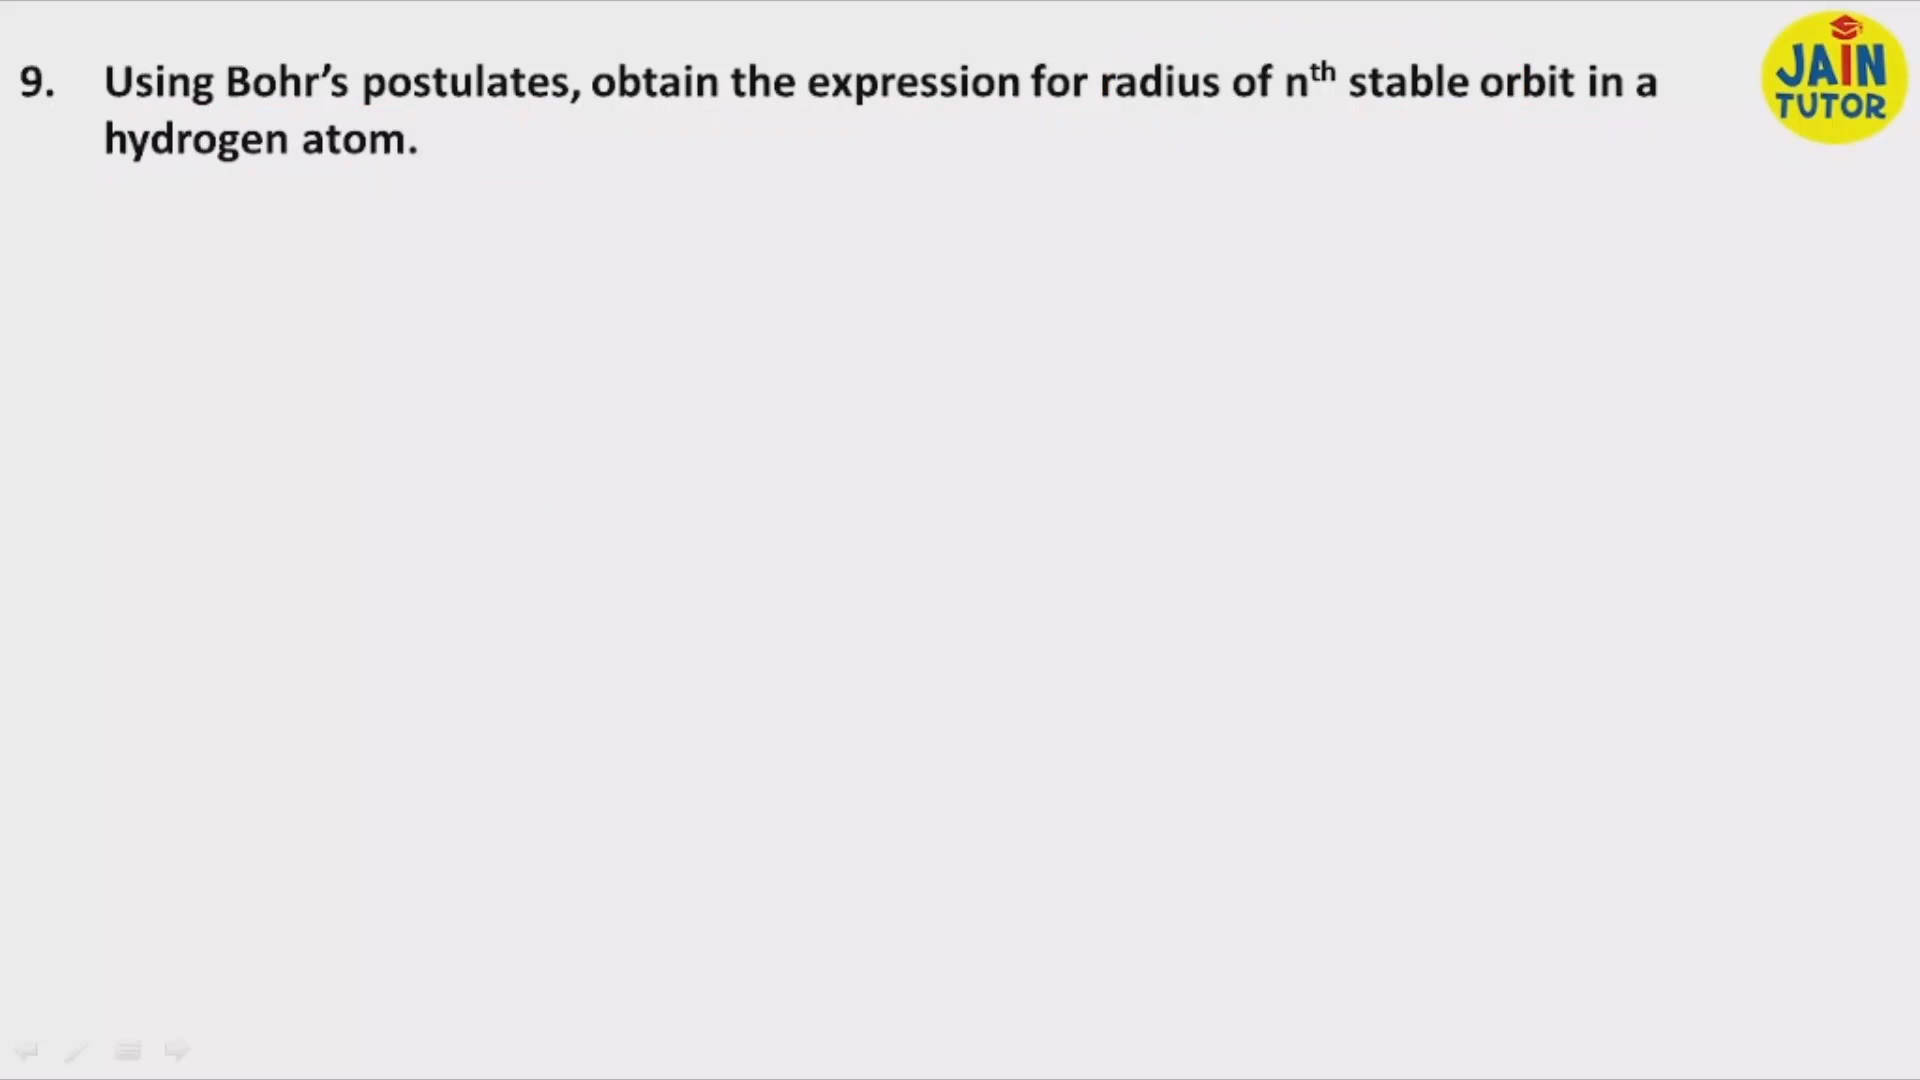 9. Using Bohr’s postulates, obtain the expression for radius of nth stable orbit in a
hydrogen atom.
JAIN
TUTOR